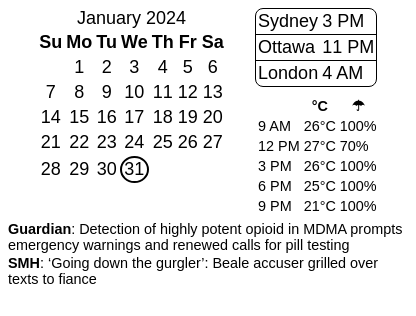 January 2024
Su Mo Tu We Th Fr Sa
1 2 3 4 5 6
7 8 9 10 11 12 13
14 15 16 17 18 19 20
21 22 23 24 25 26 27
28 29 30 31
Sydney 3 PM
Ottawa 11 PM
London 4 AM
°C ☂
9 AM 26°C 100%
12 PM 27°C 70%
3 PM 26°C 100%
6 PM 25°C 100%
9 PM 21°C 100%
Guardian: Detection of highly potent opioid in MDMA prompts
emergency warnings and renewed calls for pill testing
SMH: ‘Going down the gurgler’: Beale accuser grilled over
texts to fiance